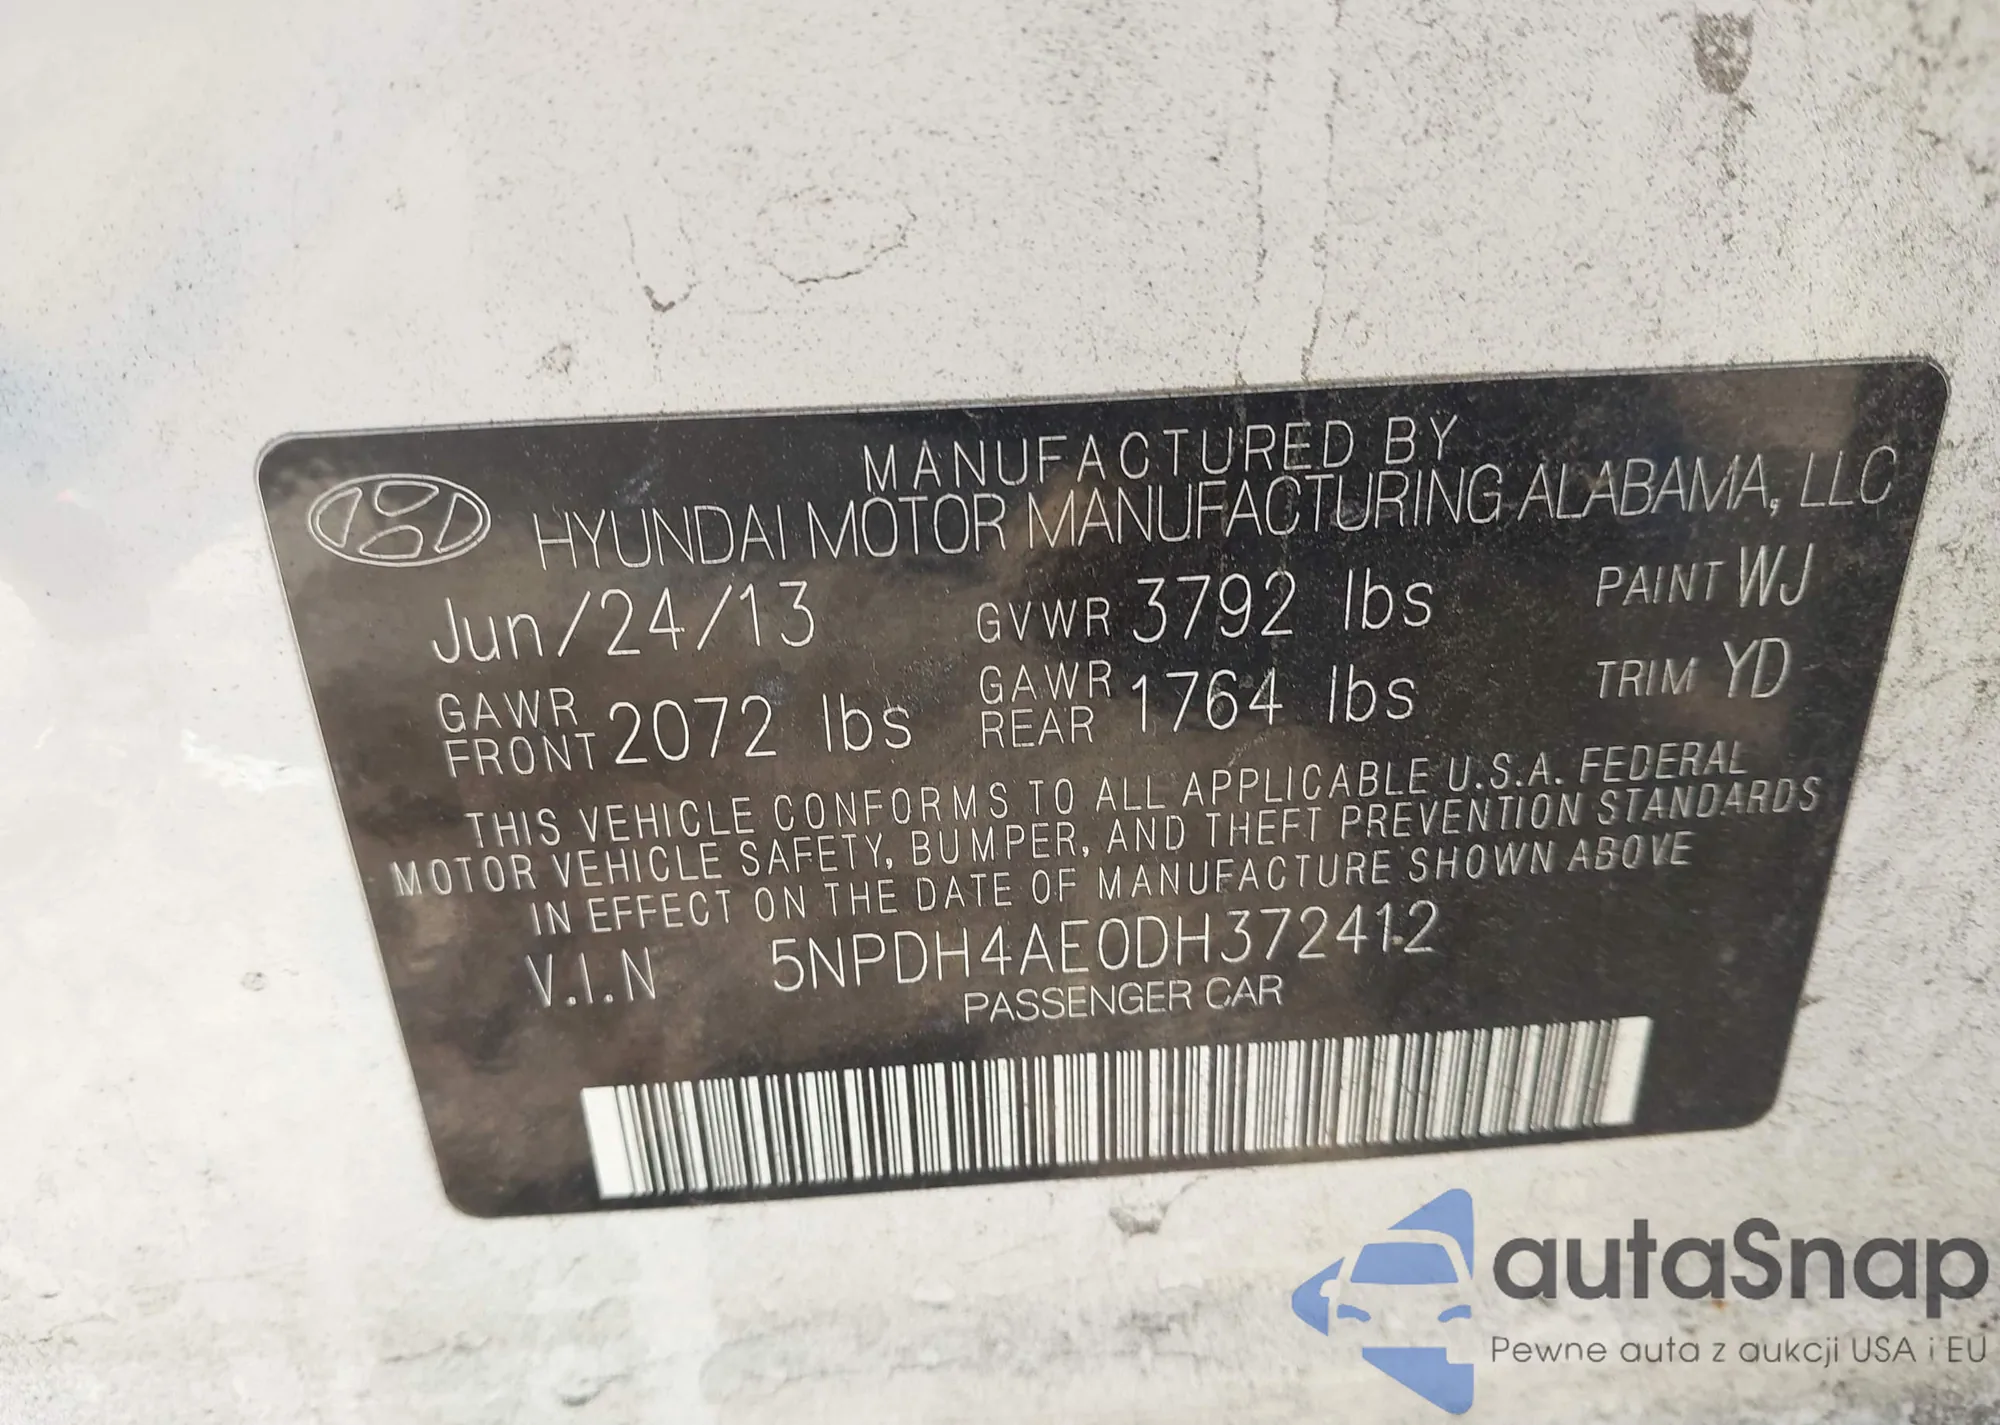 MANUFACTURED BY
HYUNDAI MOTOR MANUFACTURING ALABAMA, LLC
Jun/24/13 GVWR 3792 lbs PAINT WJ
GAWR FRONT 2072 lbs GAWR REAR 1764 lbs TRIM YD
THIS VEHICLE CONFORMS TO ALL APPLICABLE U.S.A. FEDERAL
MOTOR VEHICLE SAFETY, BUMPER, AND THEFT PREVENTION STANDARDS
IN EFFECT ON THE DATE OF MANUFACTURE SHOWN ABOVE
V.I.N 5NPDH4AE0DH372412
PASSENGER CAR
autaSnap
Pewne auta z aukcji USA i EU